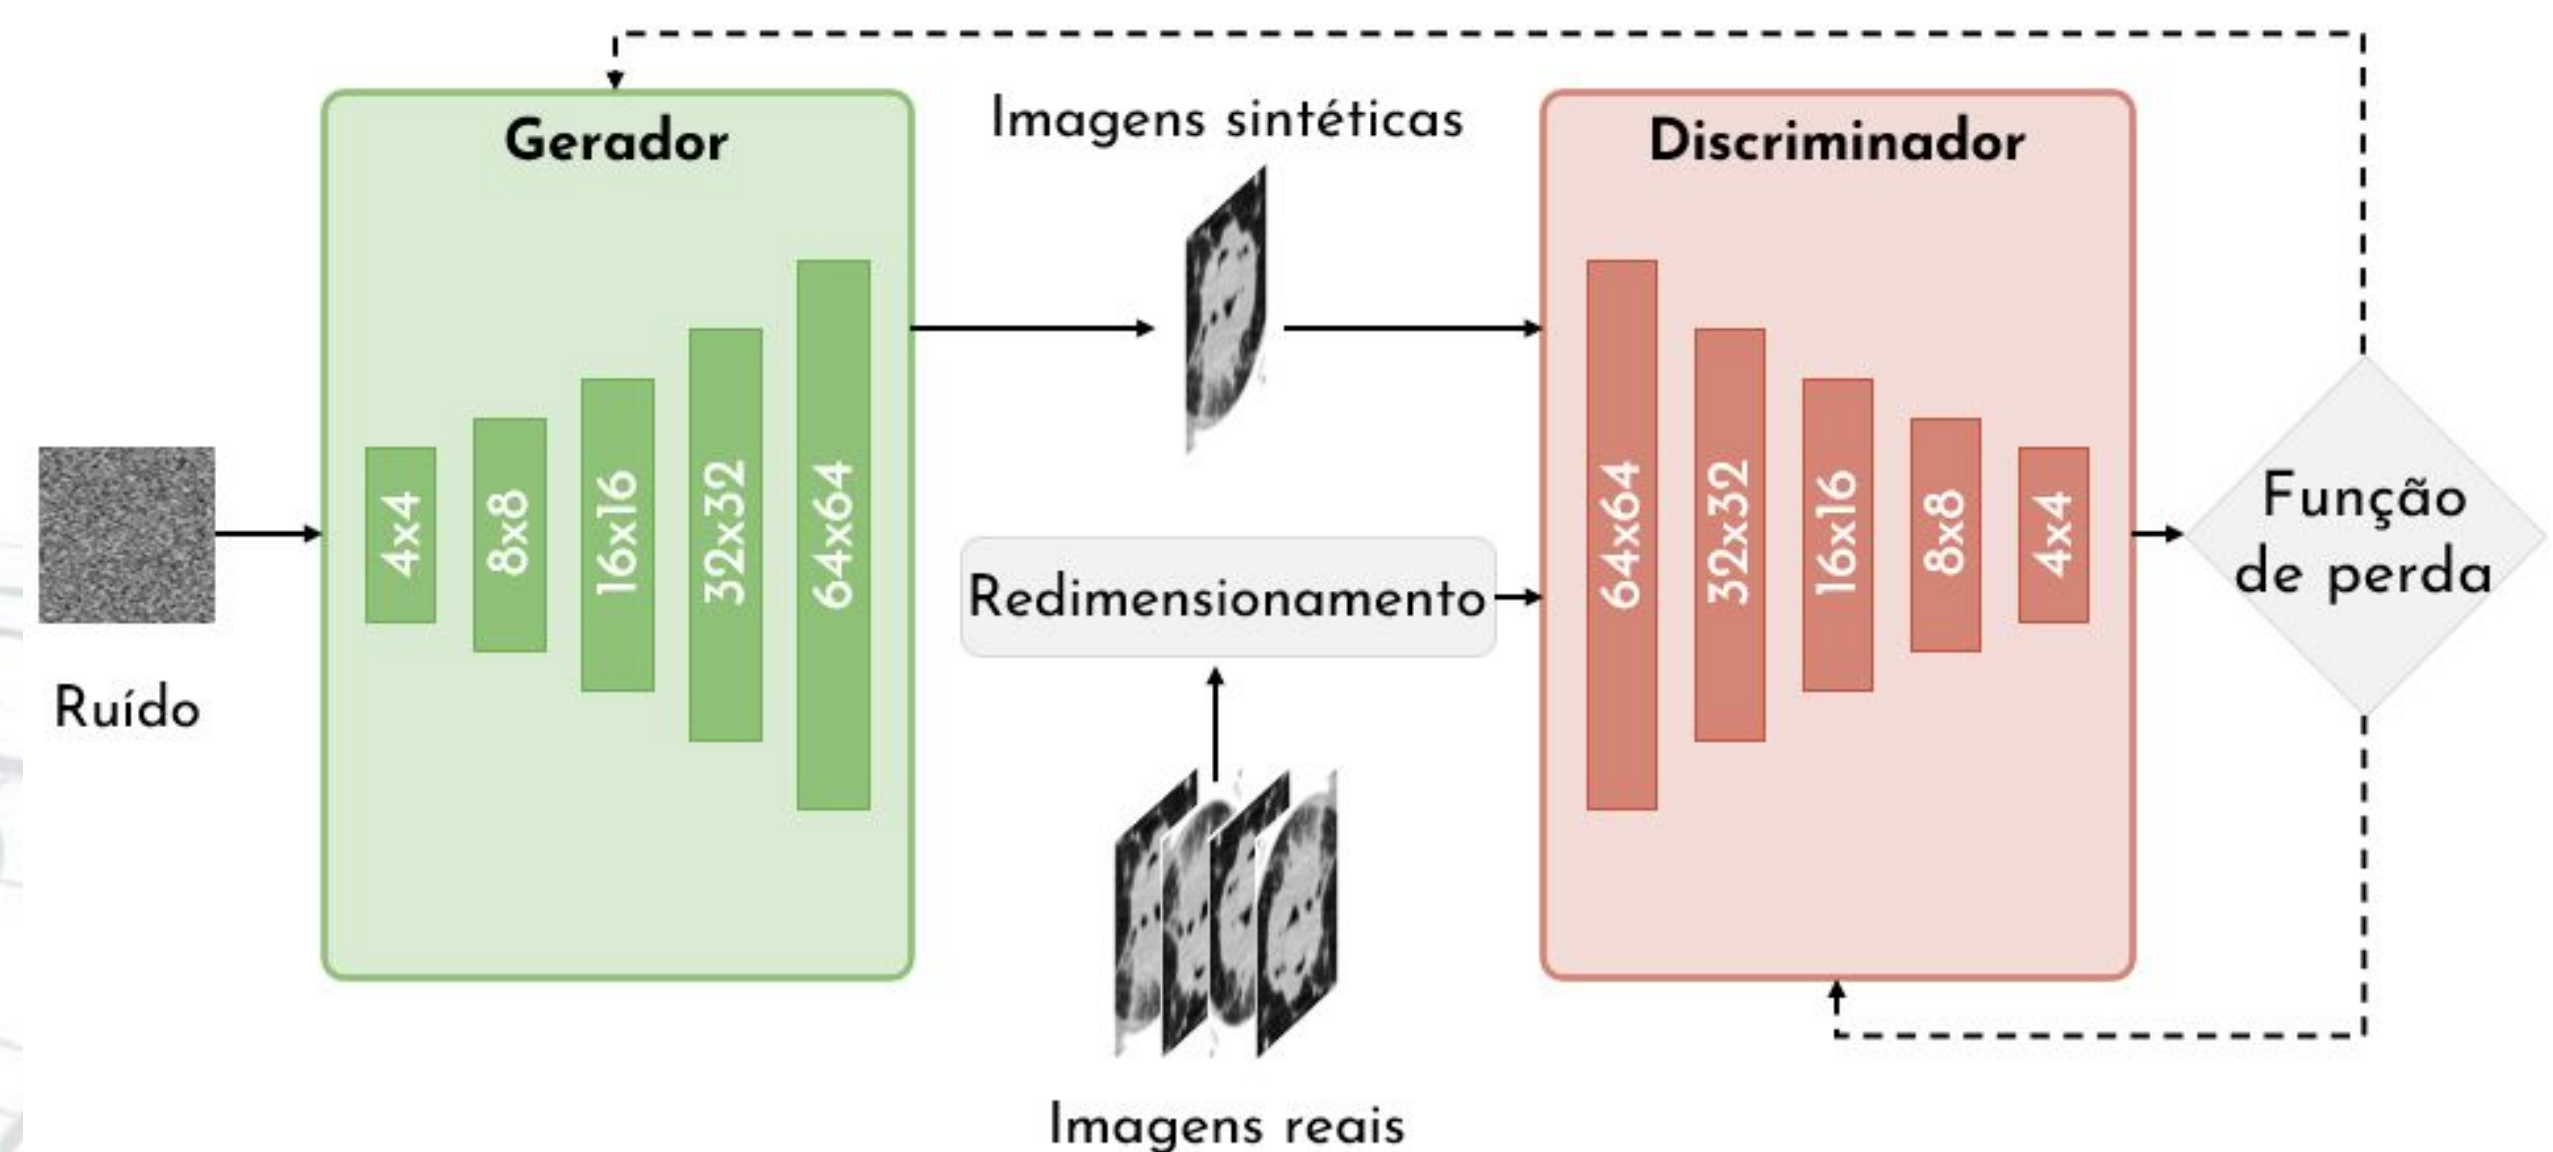 Gerador
Imagens sintéticas
Discriminador
4x4
8x8
16x16
32x32
64x64
64x64
32x32
16x16
8x8
4x4
Função
de perda
Redimensionamento
Ruído
Imagens reais